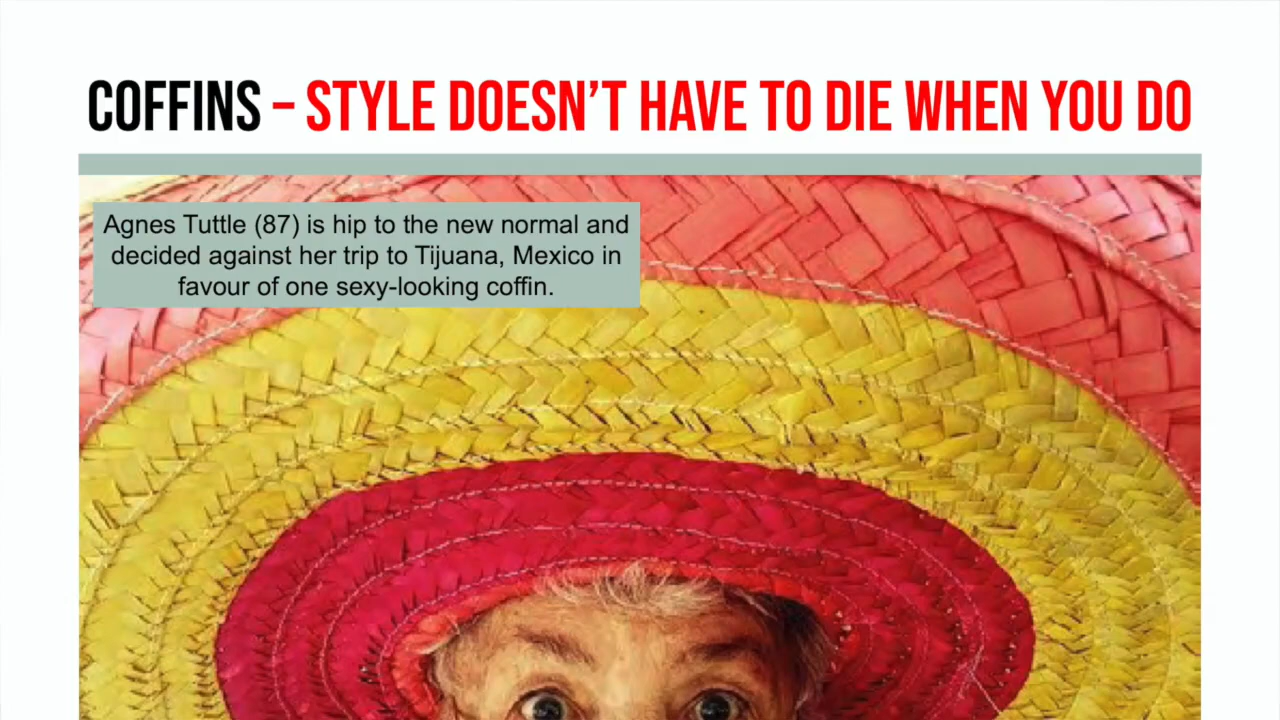 COFFINS – STYLE DOESN’T HAVE TO DIE WHEN YOU DO
Agnes Tuttle (87) is hip to the new normal and
decided against her trip to Tijuana, Mexico in
favour of one sexy-looking coffin.